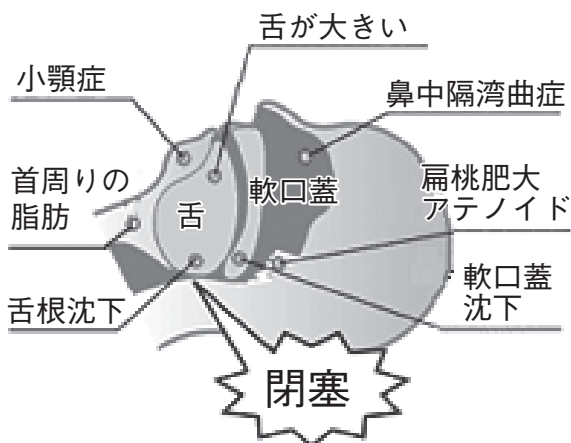 舌が大きい
小顎症
鼻中隔湾曲症
首周りの
脂肪
舌
軟口蓋
扁桃肥大
アテノイド
舌根沈下
軟口蓋
沈下
閉塞